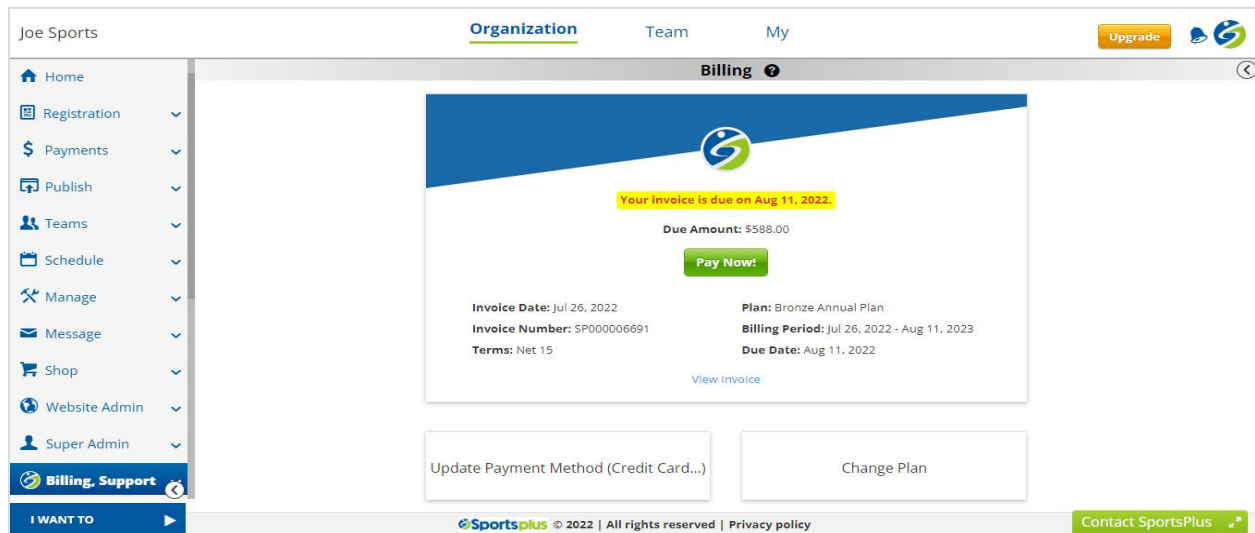 Joe Sports
Organization
Team
My
Upgrade
Home
Registration
Payments
Publish
Teams
Schedule
Manage
Message
Shop
Website Admin
Super Admin
Billing, Support
I WANT TO
Billing ?
Your invoice is due on Aug 11, 2022.
Due Amount: $588.00
Pay Now!
Invoice Date: Jul 26, 2022
Invoice Number: SP000006691
Terms: Net 15
Plan: Bronze Annual Plan
Billing Period: Jul 26, 2022 - Aug 11, 2023
Due Date: Aug 11, 2022
View Invoice
Update Payment Method (Credit Card...)
Change Plan
Sportsplus © 2022 | All rights reserved | Privacy policy
Contact SportsPlus